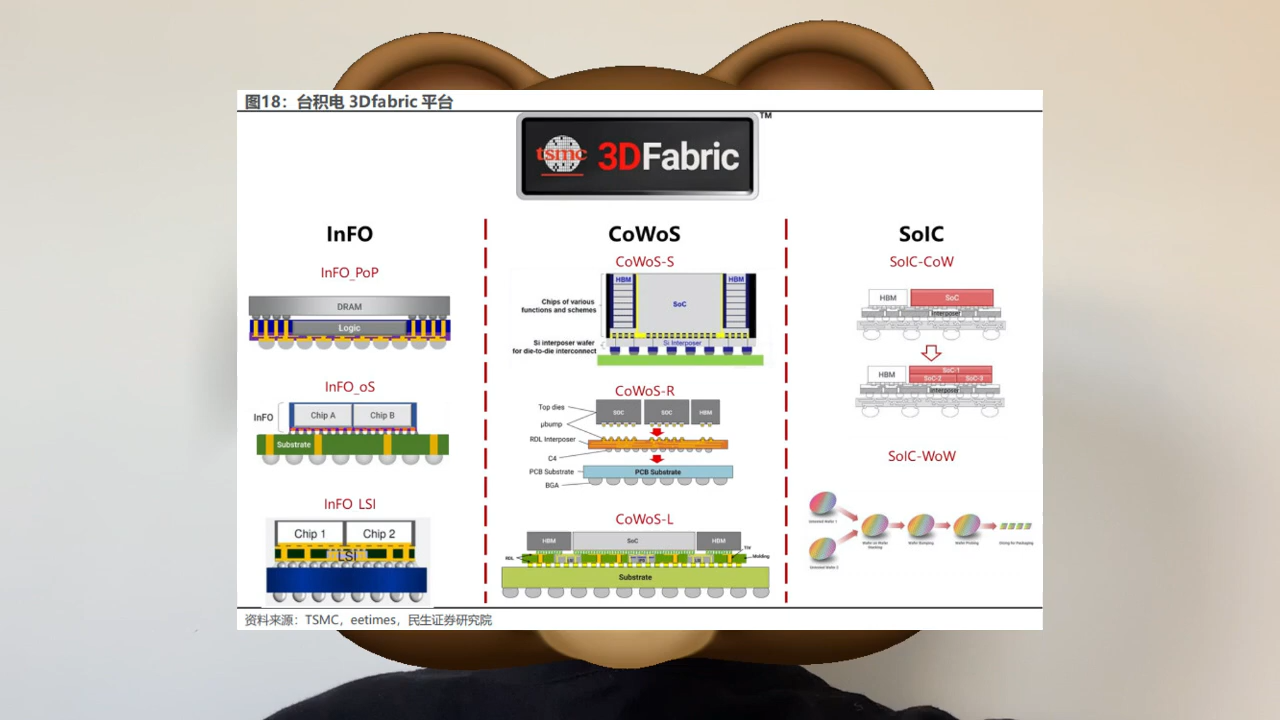 图18：台积电 3Dfabric 平台
tsmc 3DFabric TM
InFO
InFO_PoP
DRAM
Logic
InFO_oS
InFO
Chip A
Chip B
Substrate
InFO LSI
Chip 1
Chip 2
LSI
CoWoS
CoWoS-S
HBM
HBM
SoC
Chips of various
functions and schemes
Si interposer wafer
for die-to-die interconnect
Si Interposer
CoWoS-R
Top dies
SOC
SOC
HBM
μbump
RDL Interposer
C4
PCB Substrate
PCB Substrate
BGA
CoWoS-L
HBM
SoC
HBM
RDL
Molding
Substrate
SoIC
SoIC-CoW
HBM
SoC
Interposer
HBM
SoC-1
SoC-2
SoC-3
Interposer
SoIC-WoW
资料来源：TSMC，eetimes，民生证券研究院